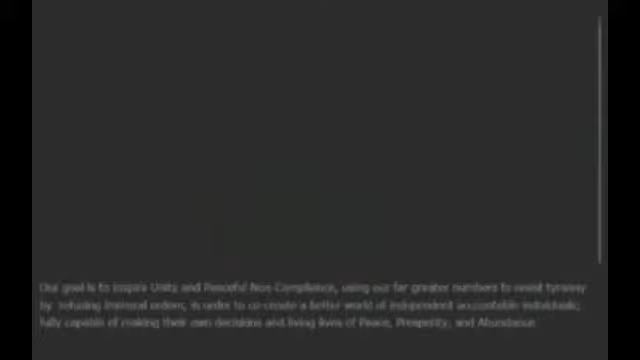 Our goal is to inspire Unity and Peaceful Non Compliance, using our far greater numbers to avoid tyranny
by refusing immoral orders, in order to co-create a better world of independent accountable individuals;
fully capable of making their own decisions and living lives of Peace, Prosperity, and Abundance